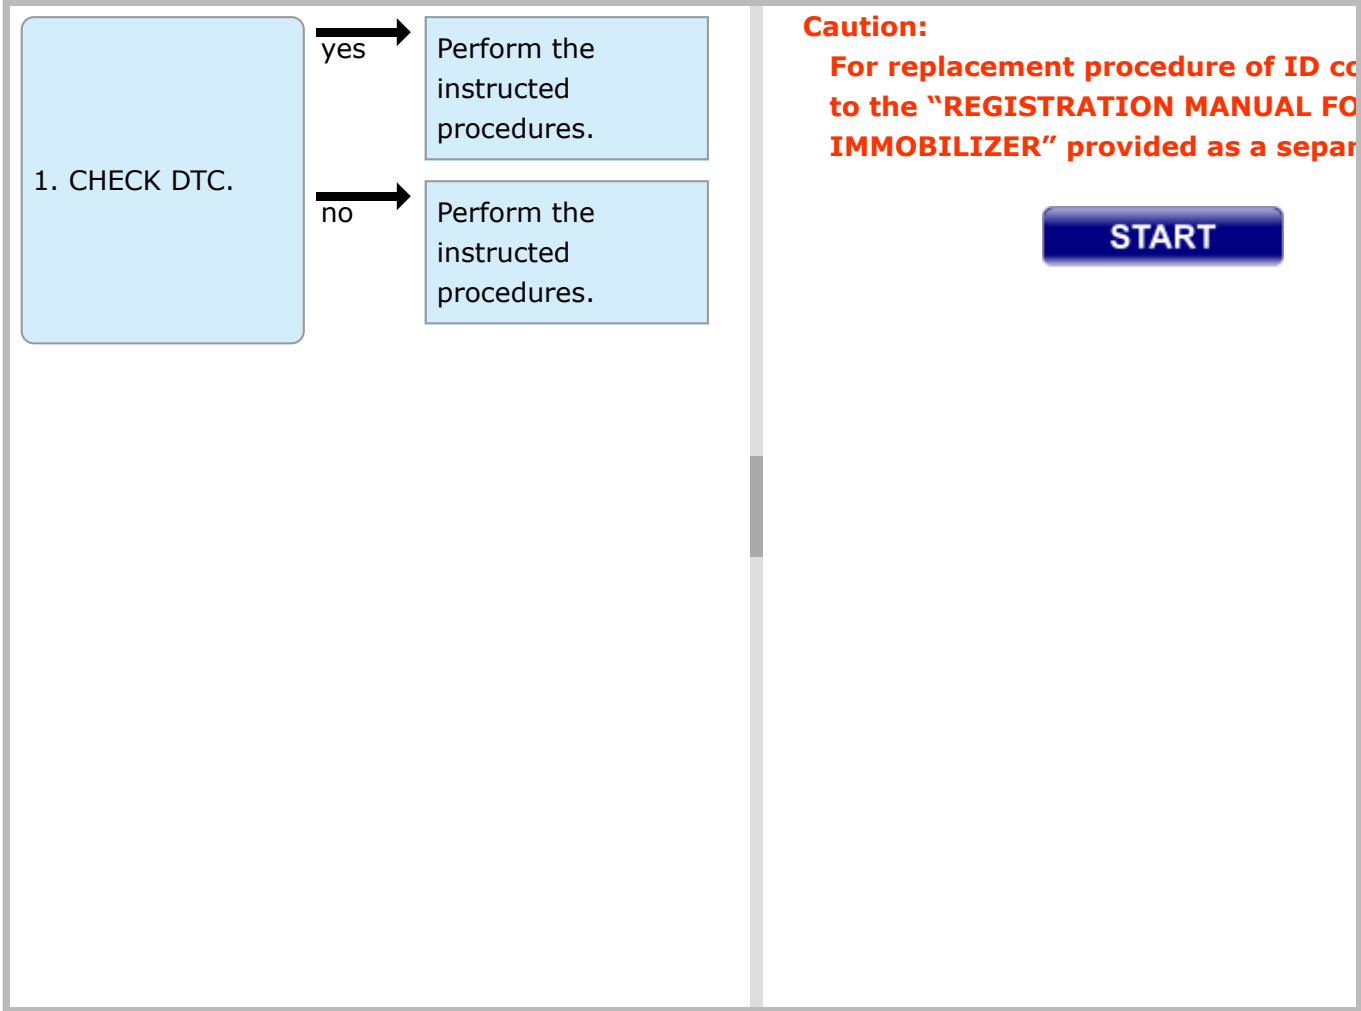 1. CHECK DTC.
yes
Perform the
instructed
procedures.
no
Perform the
instructed
procedures.
Caution:
For replacement procedure of ID
to the “REGISTRATION MANUAL
IMMOBILIZER” provided as a
START